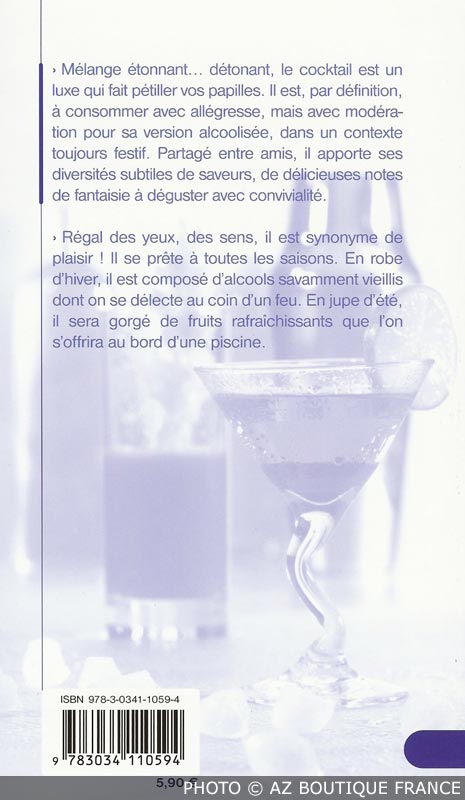 › Mélange étonnant… détonant, le cocktail est un
luxe qui fait pétiller vos papilles. Il est, par définition,
à consommer avec allégresse, mais avec modéra-
tion pour sa version alcoolisée, dans un contexte
toujours festif. Partagé entre amis, il apporte ses
diversités subtiles de saveurs, de délicieuses notes
de fantaisie à déguster avec convivialité.
› Régal des yeux, des sens, il est synonyme de
plaisir ! Il se prête à toutes les saisons. En robe
d'hiver, il est composé d'alcools savamment vieillis
dont on se délecte au coin d'un feu. En jupe d'été,
il sera gorgé de fruits rafraîchissants que l'on
s'offrira au bord d'une piscine.
ISBN 978-3-0341-1059-4
9 783034 110594
5,90 €
PHOTO © AZ BOUTIQUE FRANCE